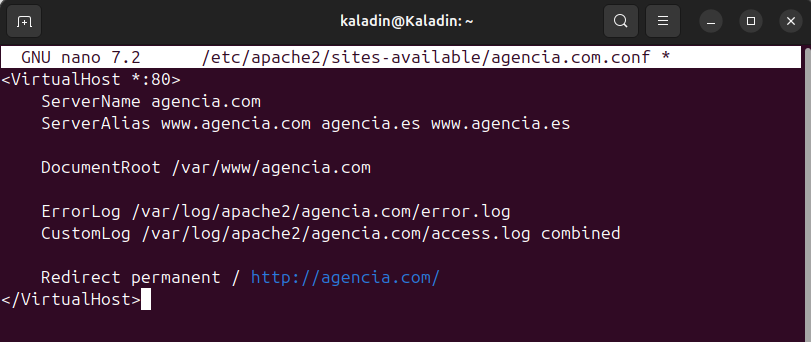 kaladin@Kaladin: ~
GNU nano 7.2 /etc/apache2/sites-available/agencia.com.conf *
<VirtualHost *:80>
ServerName agencia.com
ServerAlias www.agencia.com agencia.es www.agencia.es
DocumentRoot /var/www/agencia.com
ErrorLog /var/log/apache2/agencia.com/error.log
CustomLog /var/log/apache2/agencia.com/access.log combined
Redirect permanent / http://agencia.com/
</VirtualHost>